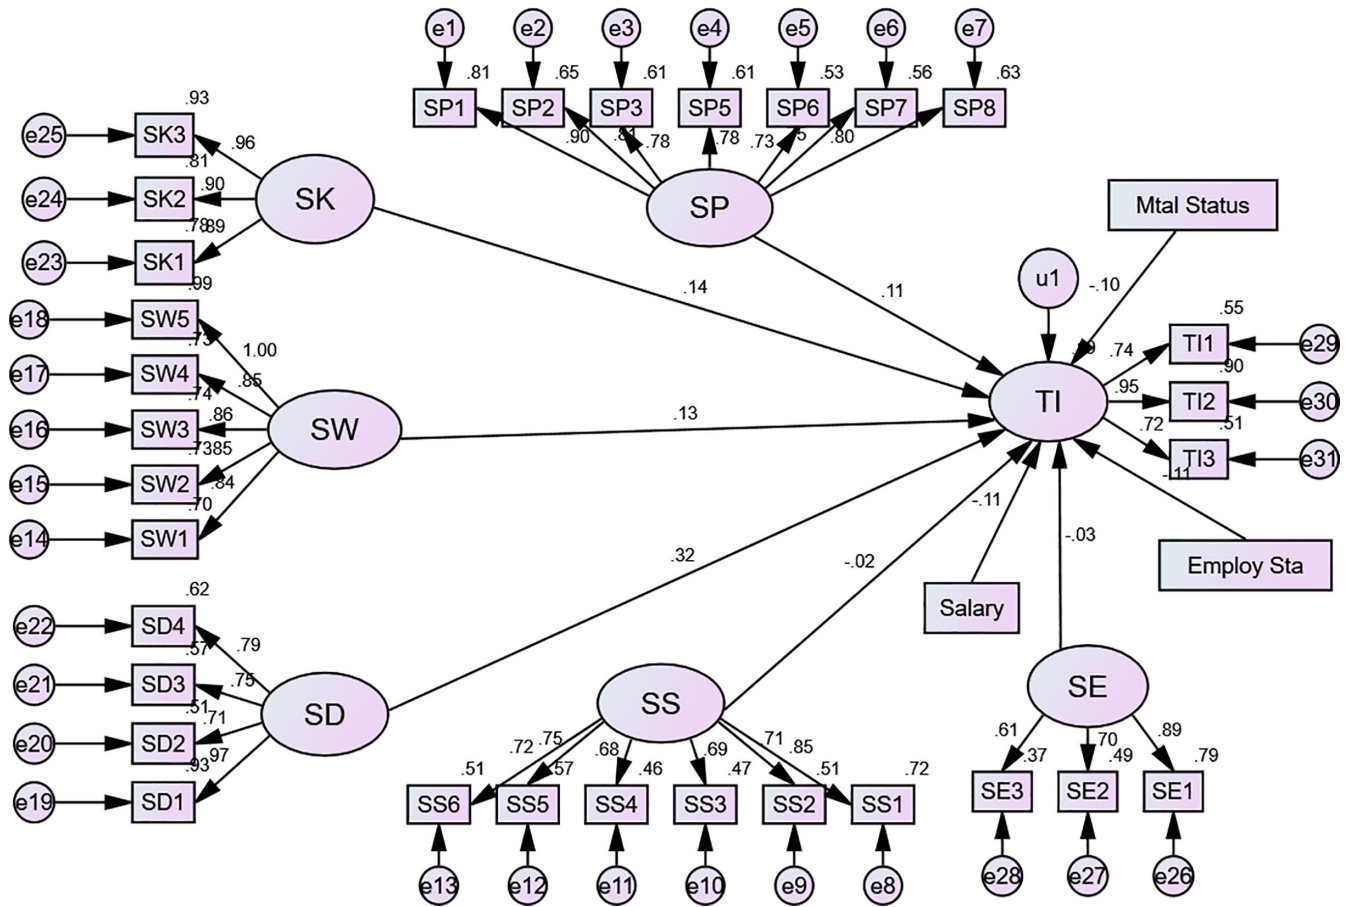 e1 e2 e3 e4 e5 e6 e7
.81 .65 .61 .61 .53 .56 .63
SP1 SP2 SP3 SP5 SP6 SP7 SP8
.90 .78 .78 .73 .80
SP
.93
e25 SK3 .96
.81
e24 SK2 .90
SK
.78 .89
e23 SK1
.99
e18 SW5
1.00
.73
e17 SW4 .85
.74
e16 SW3 .86
SW
.73 .85
e15 SW2 .84
.70
e14 SW1
.62
e22 SD4 .79
.57
e21 SD3 .75
SD
.51 .71
e20 SD2
.93 .97
e19 SD1
.14
.11
.13
.32
-.02
-.11
-.03
Mtal Status
-.10
u1
TI
.55
.74 TI1 e29
.90
.95 TI2 e30
.51
.72 TI3 e31
-.11
Employ Sta
Salary
SS
.72 .75 .68 .69 .71 .85
.51 .57 .46 .47 .51 .72
SS6 SS5 SS4 SS3 SS2 SS1
e13 e12 e11 e10 e9 e8
SE
.61 .70 .89
.37 .49 .79
SE3 SE2 SE1
e28 e27 e26